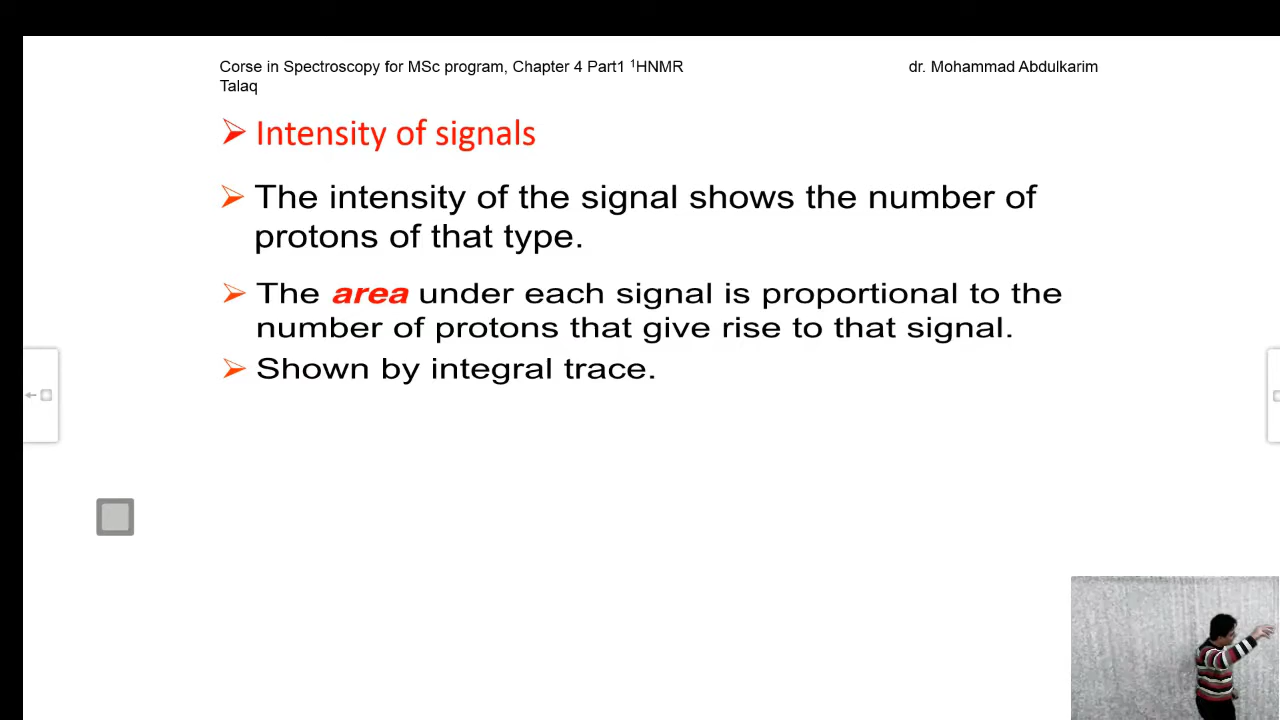 Corse in Spectroscopy for MSc program, Chapter 4 Part1 ¹HNMR dr. Mohammad Abdulkarim
Talaq
Intensity of signals
The intensity of the signal shows the number of
protons of that type.
The area under each signal is proportional to the
number of protons that give rise to that signal.
Shown by integral trace.